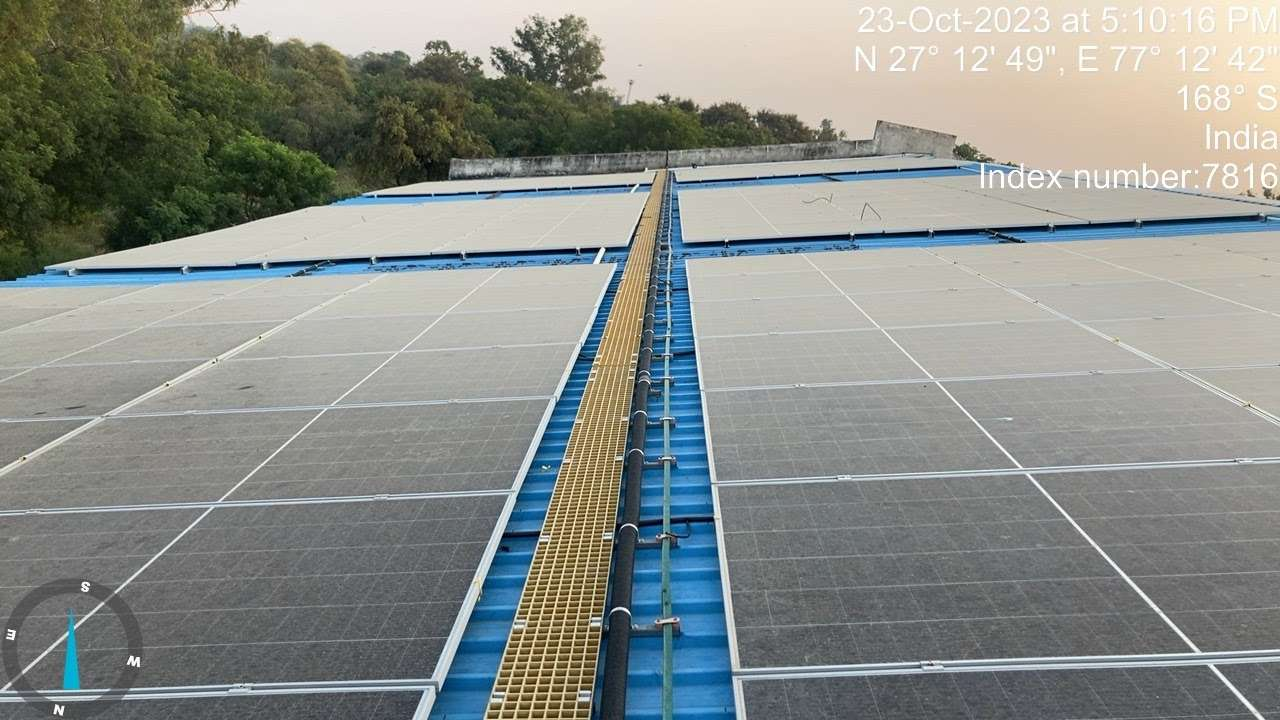 23-Oct-2023 at 5:10:16 PM
N 27° 12' 49", E 77° 12' 42"
168° S
India
Index number:7816
S
E
W
N